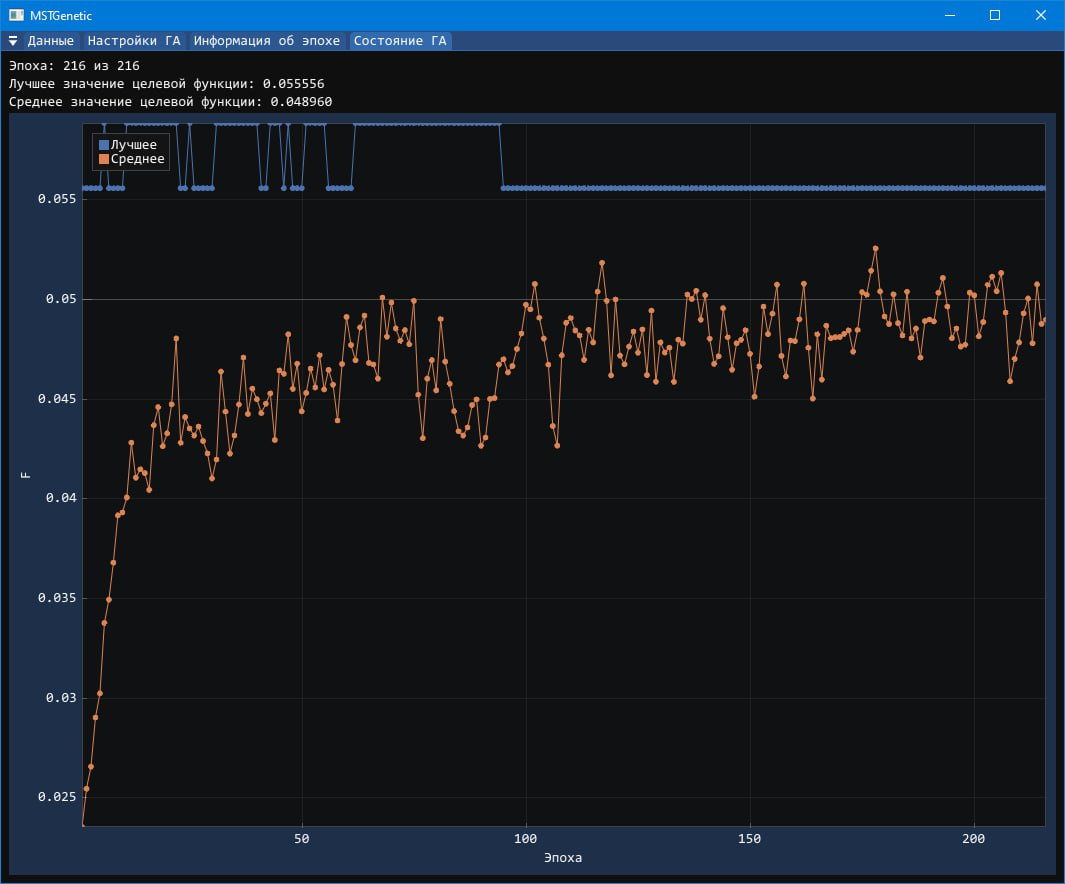 MSTGenetic
Данные Настройки ГА Информация об эпохе Состояние ГА
Эпоха: 216 из 216
Лучшее значение целевой функции: 0.055556
Среднее значение целевой функции: 0.048960
Лучшее
Среднее
0.055
0.05
0.045
0.04
0.035
0.03
0.025
F
50 100 150 200
Эпоха